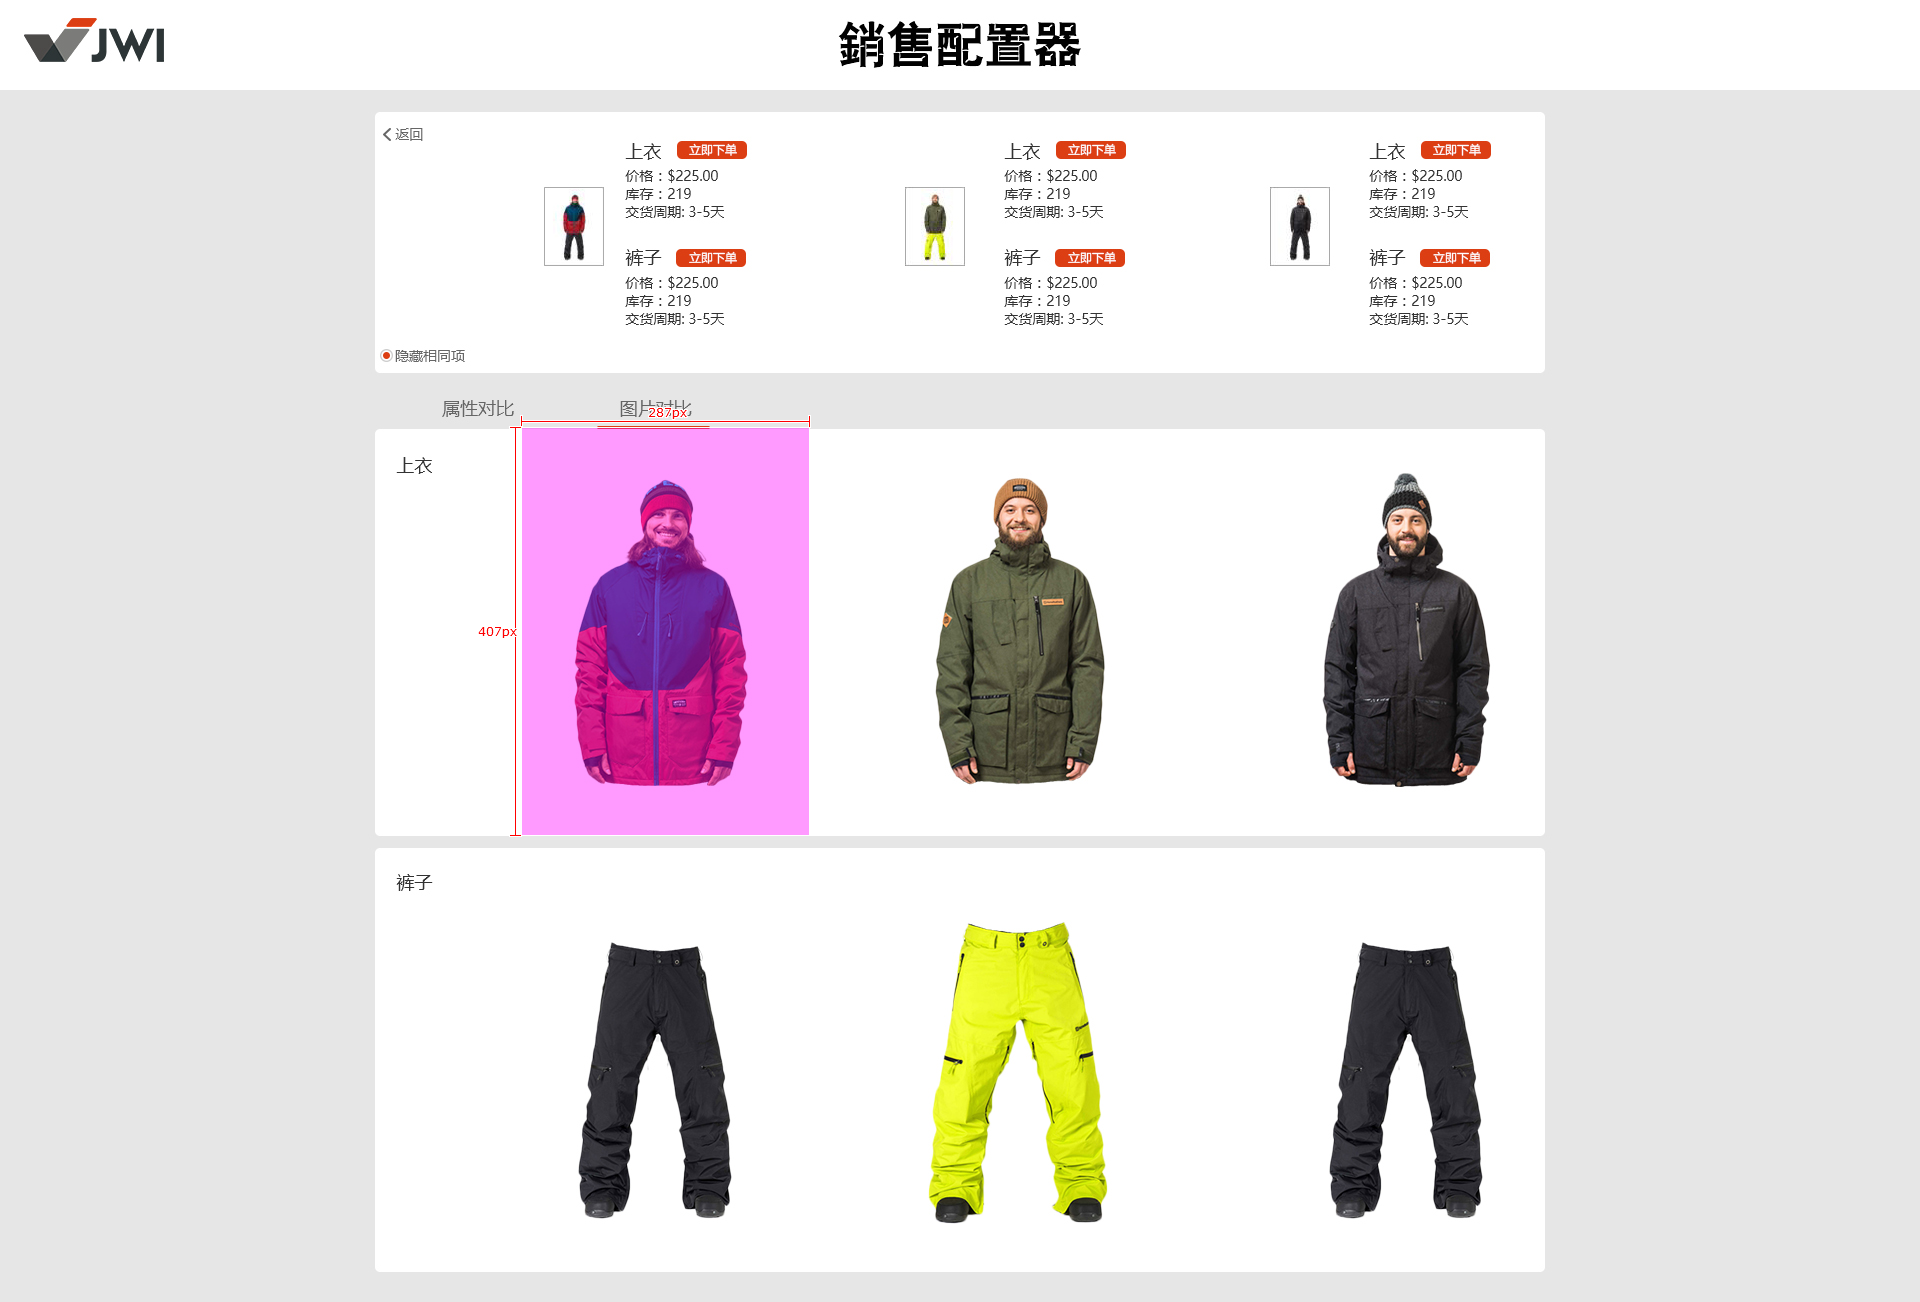 JWI
銷售配置器
返回
上衣 立即下单
价格：$225.00
库存：219
交货周期: 3-5天
裤子 立即下单
价格：$225.00
库存：219
交货周期: 3-5天
上衣 立即下单
价格：$225.00
库存：219
交货周期: 3-5天
裤子 立即下单
价格：$225.00
库存：219
交货周期: 3-5天
上衣 立即下单
价格：$225.00
库存：219
交货周期: 3-5天
裤子 立即下单
价格：$225.00
库存：219
交货周期: 3-5天
隐藏相同项
属性对比 图片对比
287px
上衣
407px
裤子